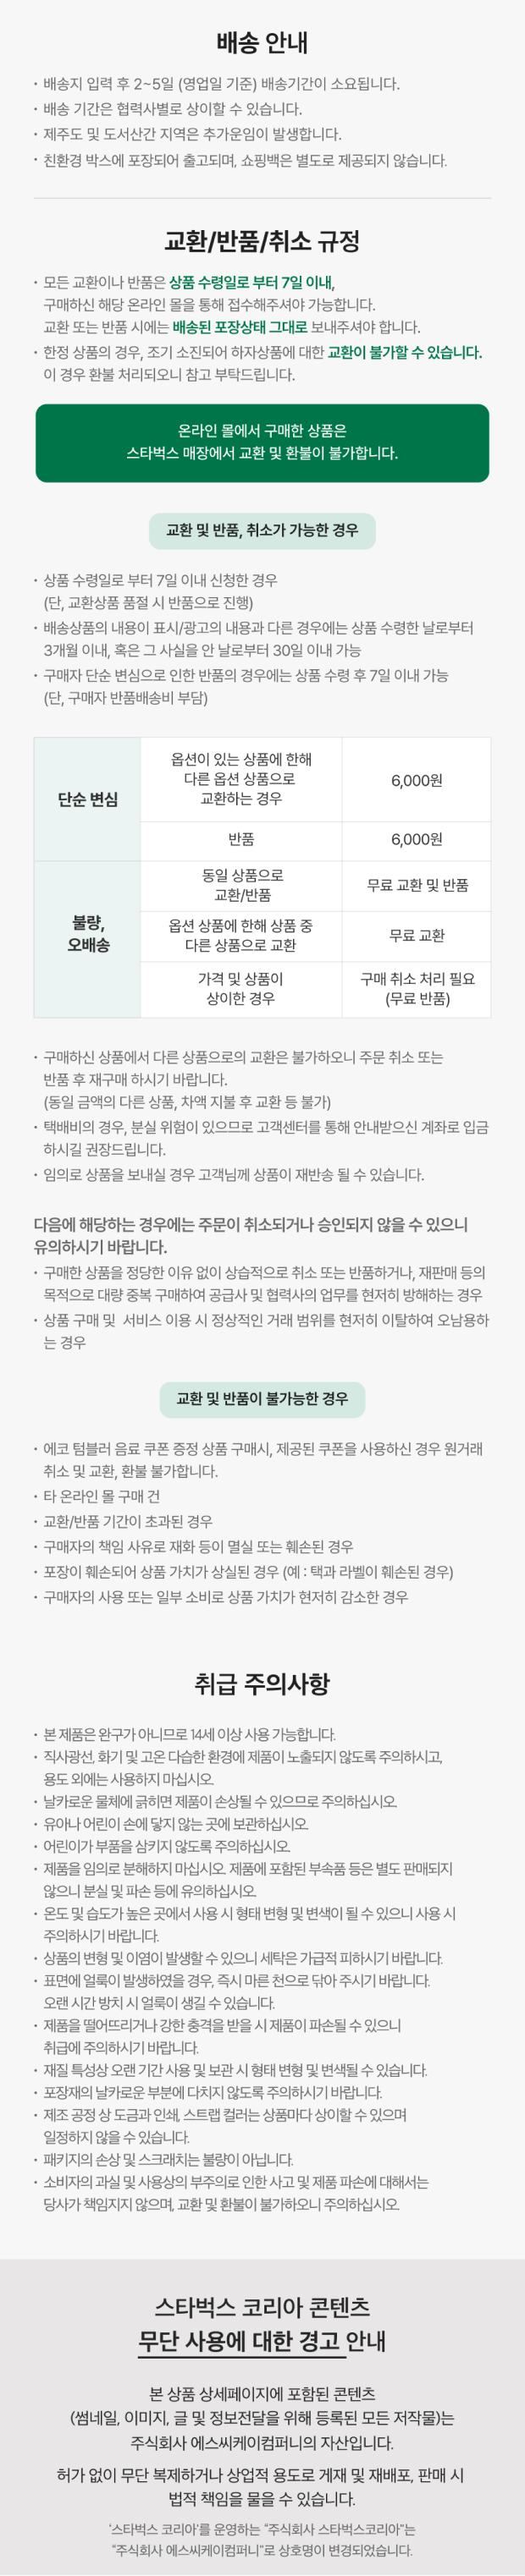 배송 안내
· 배송지 입력 후 2~5일 (영업일 기준) 배송기간이 소요됩니다.
· 배송 기간은 협력사별로 상이할 수 있습니다.
· 제주도 및 도서산간 지역은 추가운임이 발생합니다.
· 친환경 박스에 포장되어 출고되며, 쇼핑백은 별도로 제공되지 않습니다.
교환/반품/취소 규정
· 모든 교환이나 반품은 상품 수령일로 부터 7일 이내,
구매하신 해당 온라인 몰을 통해 접수해주셔야 가능합니다.
교환 또는 반품 시에는 배송된 포장상태 그대로 보내주셔야 합니다.
· 한정 상품의 경우, 조기 소진되어 하자상품에 대한 교환이 불가할 수 있습니다.
이 경우 환불 처리되오니 참고 부탁드립니다.
온라인 몰에서 구매한 상품은
스타벅스 매장에서 교환 및 환불이 불가합니다.
교환 및 반품, 취소가 가능한 경우
· 상품 수령일로 부터 7일 이내 신청한 경우
(단, 교환상품 품절 시 반품으로 진행)
· 배송상품의 내용이 표시/광고의 내용과 다른 경우에는 상품 수령한 날로부터
3개월 이내, 혹은 그 사실을 안 날로부터 30일 이내 가능
· 구매자 단순 변심으로 인한 반품의 경우에는 상품 수령 후 7일 이내 가능
(단, 구매자 반품배송비 부담)
단순 변심
옵션이 있는 상품에 한해
다른 옵션 상품으로
교환하는 경우
6,000원
반품
6,000원
불량,
오배송
동일 상품으로
교환/반품
무료 교환 및 반품
옵션 상품에 한해 상품 중
다른 상품으로 교환
무료 교환
가격 및 상품이
상이한 경우
구매 취소 처리 필요
(무료 반품)
· 구매하신 상품에서 다른 상품으로의 교환은 불가하오니 주문 취소 또는
반품 후 재구매 하시기 바랍니다.
(동일 금액의 다른 상품, 차액 지불 후 교환 등 불가)
· 택배비의 경우, 분실 위험이 있으므로 고객센터를 통해 안내받으신 계좌로 입금
하시길 권장드립니다.
· 임의로 상품을 보내실 경우 고객님께 상품이 재반송 될 수 있습니다.
다음에 해당하는 경우에는 주문이 취소되거나 승인되지 않을 수 있으니
유의하시기 바랍니다.
· 구매한 상품을 정당한 이유 없이 상습적으로 취소 또는 반품하거나, 재판매 등의
목적으로 대량 중복 구매하여 공급사 및 협력사의 업무를 현저히 방해하는 경우
· 상품 구매 및 서비스 이용 시 정상적인 거래 범위를 현저히 이탈하여 오남용하
는 경우
교환 및 반품이 불가능한 경우
· 에코 텀블러 음료 쿠폰 증정 상품 구매시, 제공된 쿠폰을 사용하신 경우 원거래
취소 및 교환, 환불 불가합니다.
· 타 온라인 몰 구매 건
· 교환/반품 기간이 초과된 경우
· 구매자의 책임 사유로 재화 등이 멸실 또는 훼손된 경우
· 포장이 훼손되어 상품 가치가 상실된 경우 (예 : 택과 라벨이 훼손된 경우)
· 구매자의 사용 또는 일부 소비로 상품 가치가 현저히 감소한 경우
취급 주의사항
· 본 제품은 완구가 아니므로 14세 이상 사용 가능합니다.
· 직사광선, 화기 및 고온 다습한 환경에 제품이 노출되지 않도록 주의하시고,
용도 외에는 사용하지 마십시오.
· 날카로운 물체에 긁히면 제품이 손상될 수 있으므로 주의하십시오.
· 유아나 어린이 손에 닿지 않는 곳에 보관하십시오.
· 어린이가 부품을 삼키지 않도록 주의하십시오.
· 제품을 임의로 분해하지 마십시오. 제품에 포함된 부속품 등은 별도 판매되지
않으니 분실 및 파손 등에 유의하십시오.
· 온도 및 습도가 높은 곳에서 사용 시 형태 변형 및 변색이 될 수 있으니 사용 시
주의하시기 바랍니다.
· 상품의 변형 및 이염이 발생할 수 있으니 세탁은 가급적 피하시기 바랍니다.
· 표면에 얼룩이 발생하였을 경우, 즉시 마른 천으로 닦아 주시기 바랍니다.
오랜 시간 방치 시 얼룩이 생길 수 있습니다.
· 제품을 떨어뜨리거나 강한 충격을 받을 시 제품이 파손될 수 있으니
취급에 주의하시기 바랍니다.
· 재질 특성상 오랜 기간 사용 및 보관 시 형태 변형 및 변색될 수 있습니다.
· 포장재의 날카로운 부분에 다치지 않도록 주의하시기 바랍니다.
· 제조 공정 상 도금과 인쇄, 스트랩 컬러는 상품마다 상이할 수 있으며
일정하지 않을 수 있습니다.
· 패키지의 손상 및 스크래치는 불량이 아닙니다.
· 소비자의 과실 및 사용상의 부주의로 인한 사고 및 제품 파손에 대해서는
당사가 책임지지 않으며, 교환 및 환불이 불가하오니 주의하십시오.
스타벅스 코리아 콘텐츠
무단 사용에 대한 경고 안내
본 상품 상세페이지에 포함된 콘텐츠
(썸네일, 이미지, 글 및 정보전달을 위해 등록된 모든 저작물)는
주식회사 에스씨케이컴퍼니의 자산입니다.
허가 없이 무단 복제하거나 상업적 용도로 게재 및 재배포, 판매 시
법적 책임을 물을 수 있습니다.
'스타벅스 코리아'를 운영하는 "주식회사 스타벅스코리아"는
"주식회사 에스씨케이컴퍼니"로 상호명이 변경되었습니다.